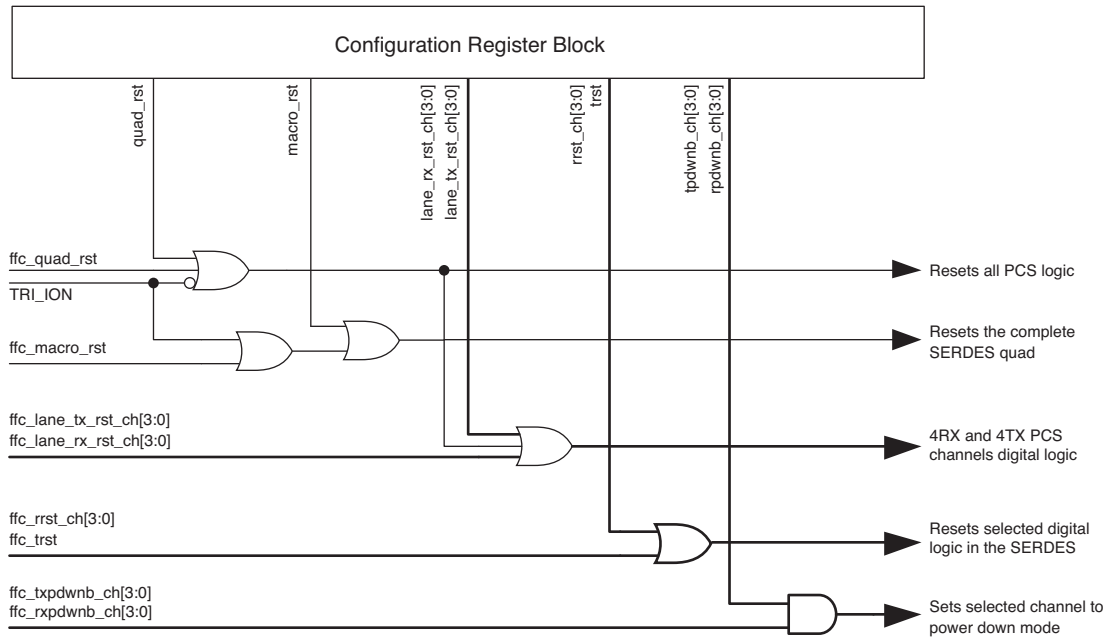 Configuration Register Block
quad_rst
macro_rst
lane_rx_rst_ch[3:0]
lane_tx_rst_ch[3:0]
rrst_ch[3:0]
trst
tpdwnb_ch[3:0]
rpdwnb_ch[3:0]
ffc_quad_rst
TRI_ION
Resets all PCS logic
ffc_macro_rst
Resets the complete
SERDES quad
ffc_lane_tx_rst_ch[3:0]
ffc_lane_rx_rst_ch[3:0]
4RX and 4TX PCS
channels digital logic
ffc_rrst_ch[3:0]
ffc_trst
Resets selected digital
logic in the SERDES
ffc_txpdwnb_ch[3:0]
ffc_rxpdwnb_ch[3:0]
Sets selected channel to
power down mode